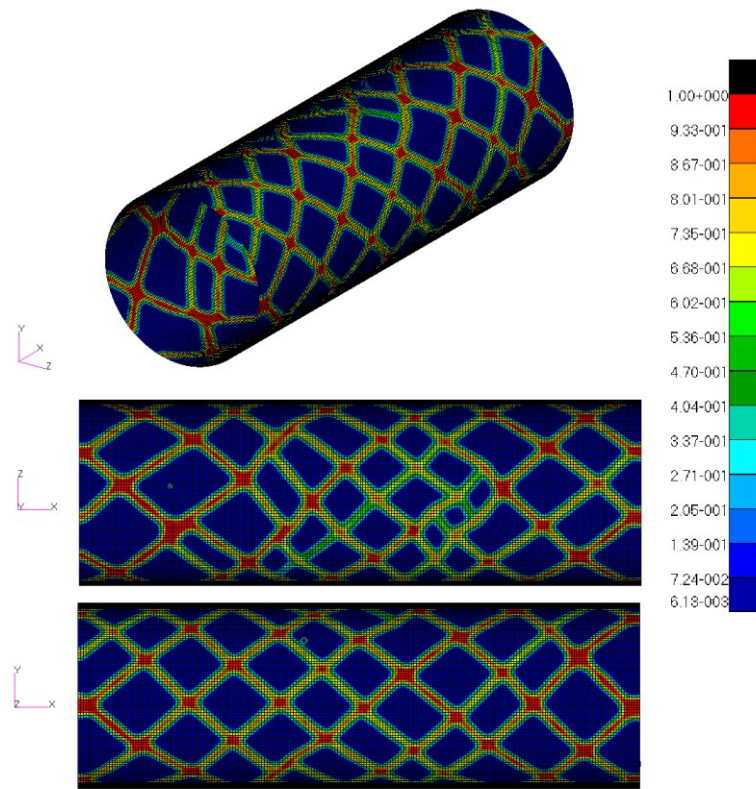 1.00+000
9.33-001
8.67-001
8.01-001
7.35-001
6.68-001
6.02-001
5.36-001
4.70-001
4.04-001
3.37-001
2.71-001
2.05-001
1.39-001
7.24-002
6.18-003
Y
X
Z
Z
Y
X
Y
Z
X